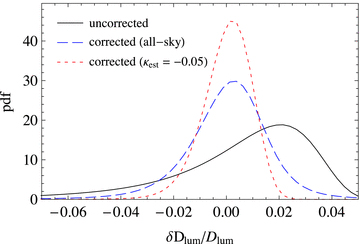 uncorrected
corrected (all−sky)
corrected (κest = −0.05)
pdf
40
30
20
10
0
−0.06 −0.04 −0.02 0.00 0.02 0.04
δDlum/Dlum